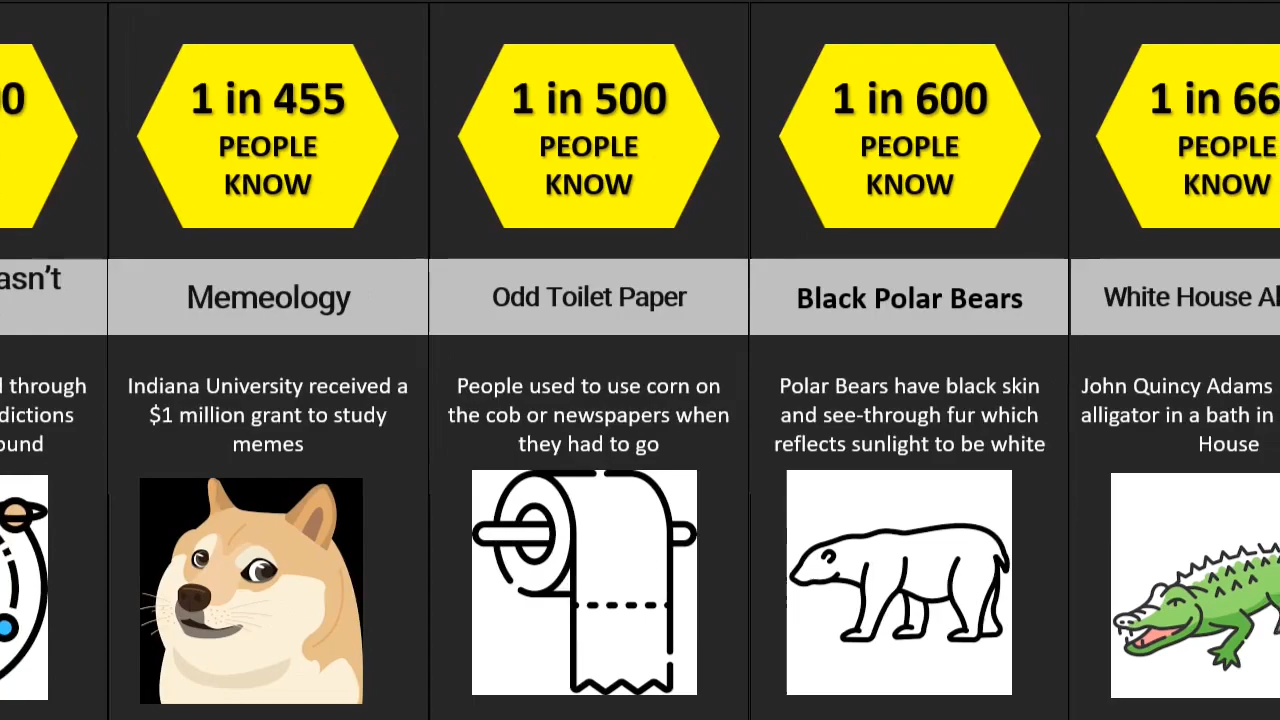 0
1 in 455
PEOPLE
KNOW
1 in 500
PEOPLE
KNOW
1 in 600
PEOPLE
KNOW
1 in 66
PEOPLE
KNOW
asn't
Memeology
Odd Toilet Paper
Black Polar Bears
White House Al
through
dictions
ound
Indiana University received a
$1 million grant to study
memes
People used to use corn on
the cob or newspapers when
they had to go
Polar Bears have black skin
and see-through fur which
reflects sunlight to be white
John Quincy Adams
alligator in a bath in
House